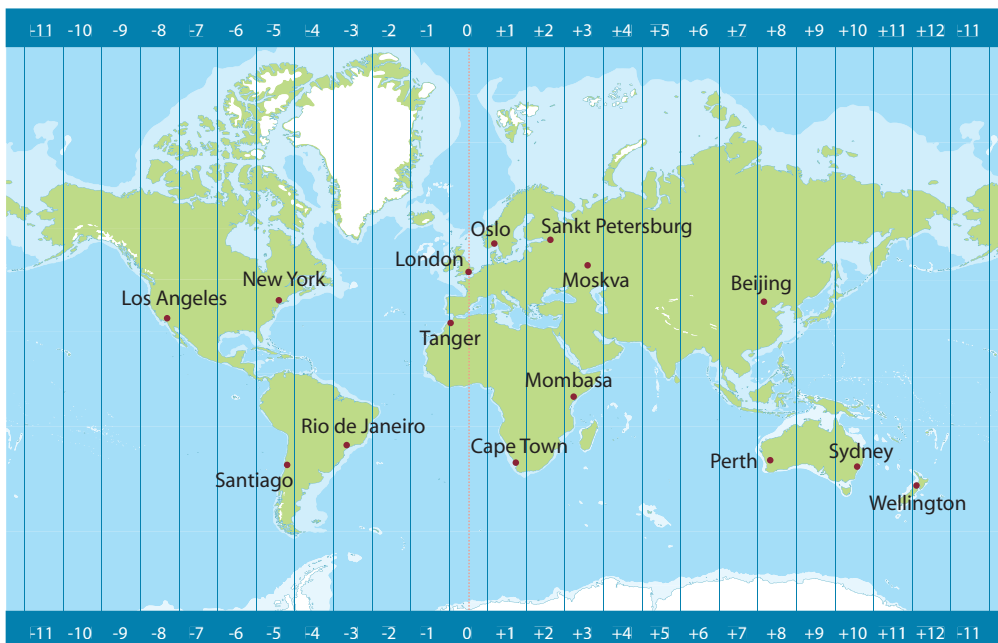 -11 -10 -9 -8 -7 -6 -5 -4 -3 -2 -1 0 +1 +2 +3 +4 +5 +6 +7 +8 +9 +10 +11 +12 -11
Oslo
Sankt Petersburg
London
Moskva
New York
Beijing
Los Angeles
Tanger
Mombasa
Rio de Janeiro
Cape Town
Sydney
Perth
Santiago
Wellington
-11 -10 -9 -8 -7 -6 -5 -4 -3 -2 -1 0 +1 +2 +3 +4 +5 +6 +7 +8 +9 +10 +11 +12 -11